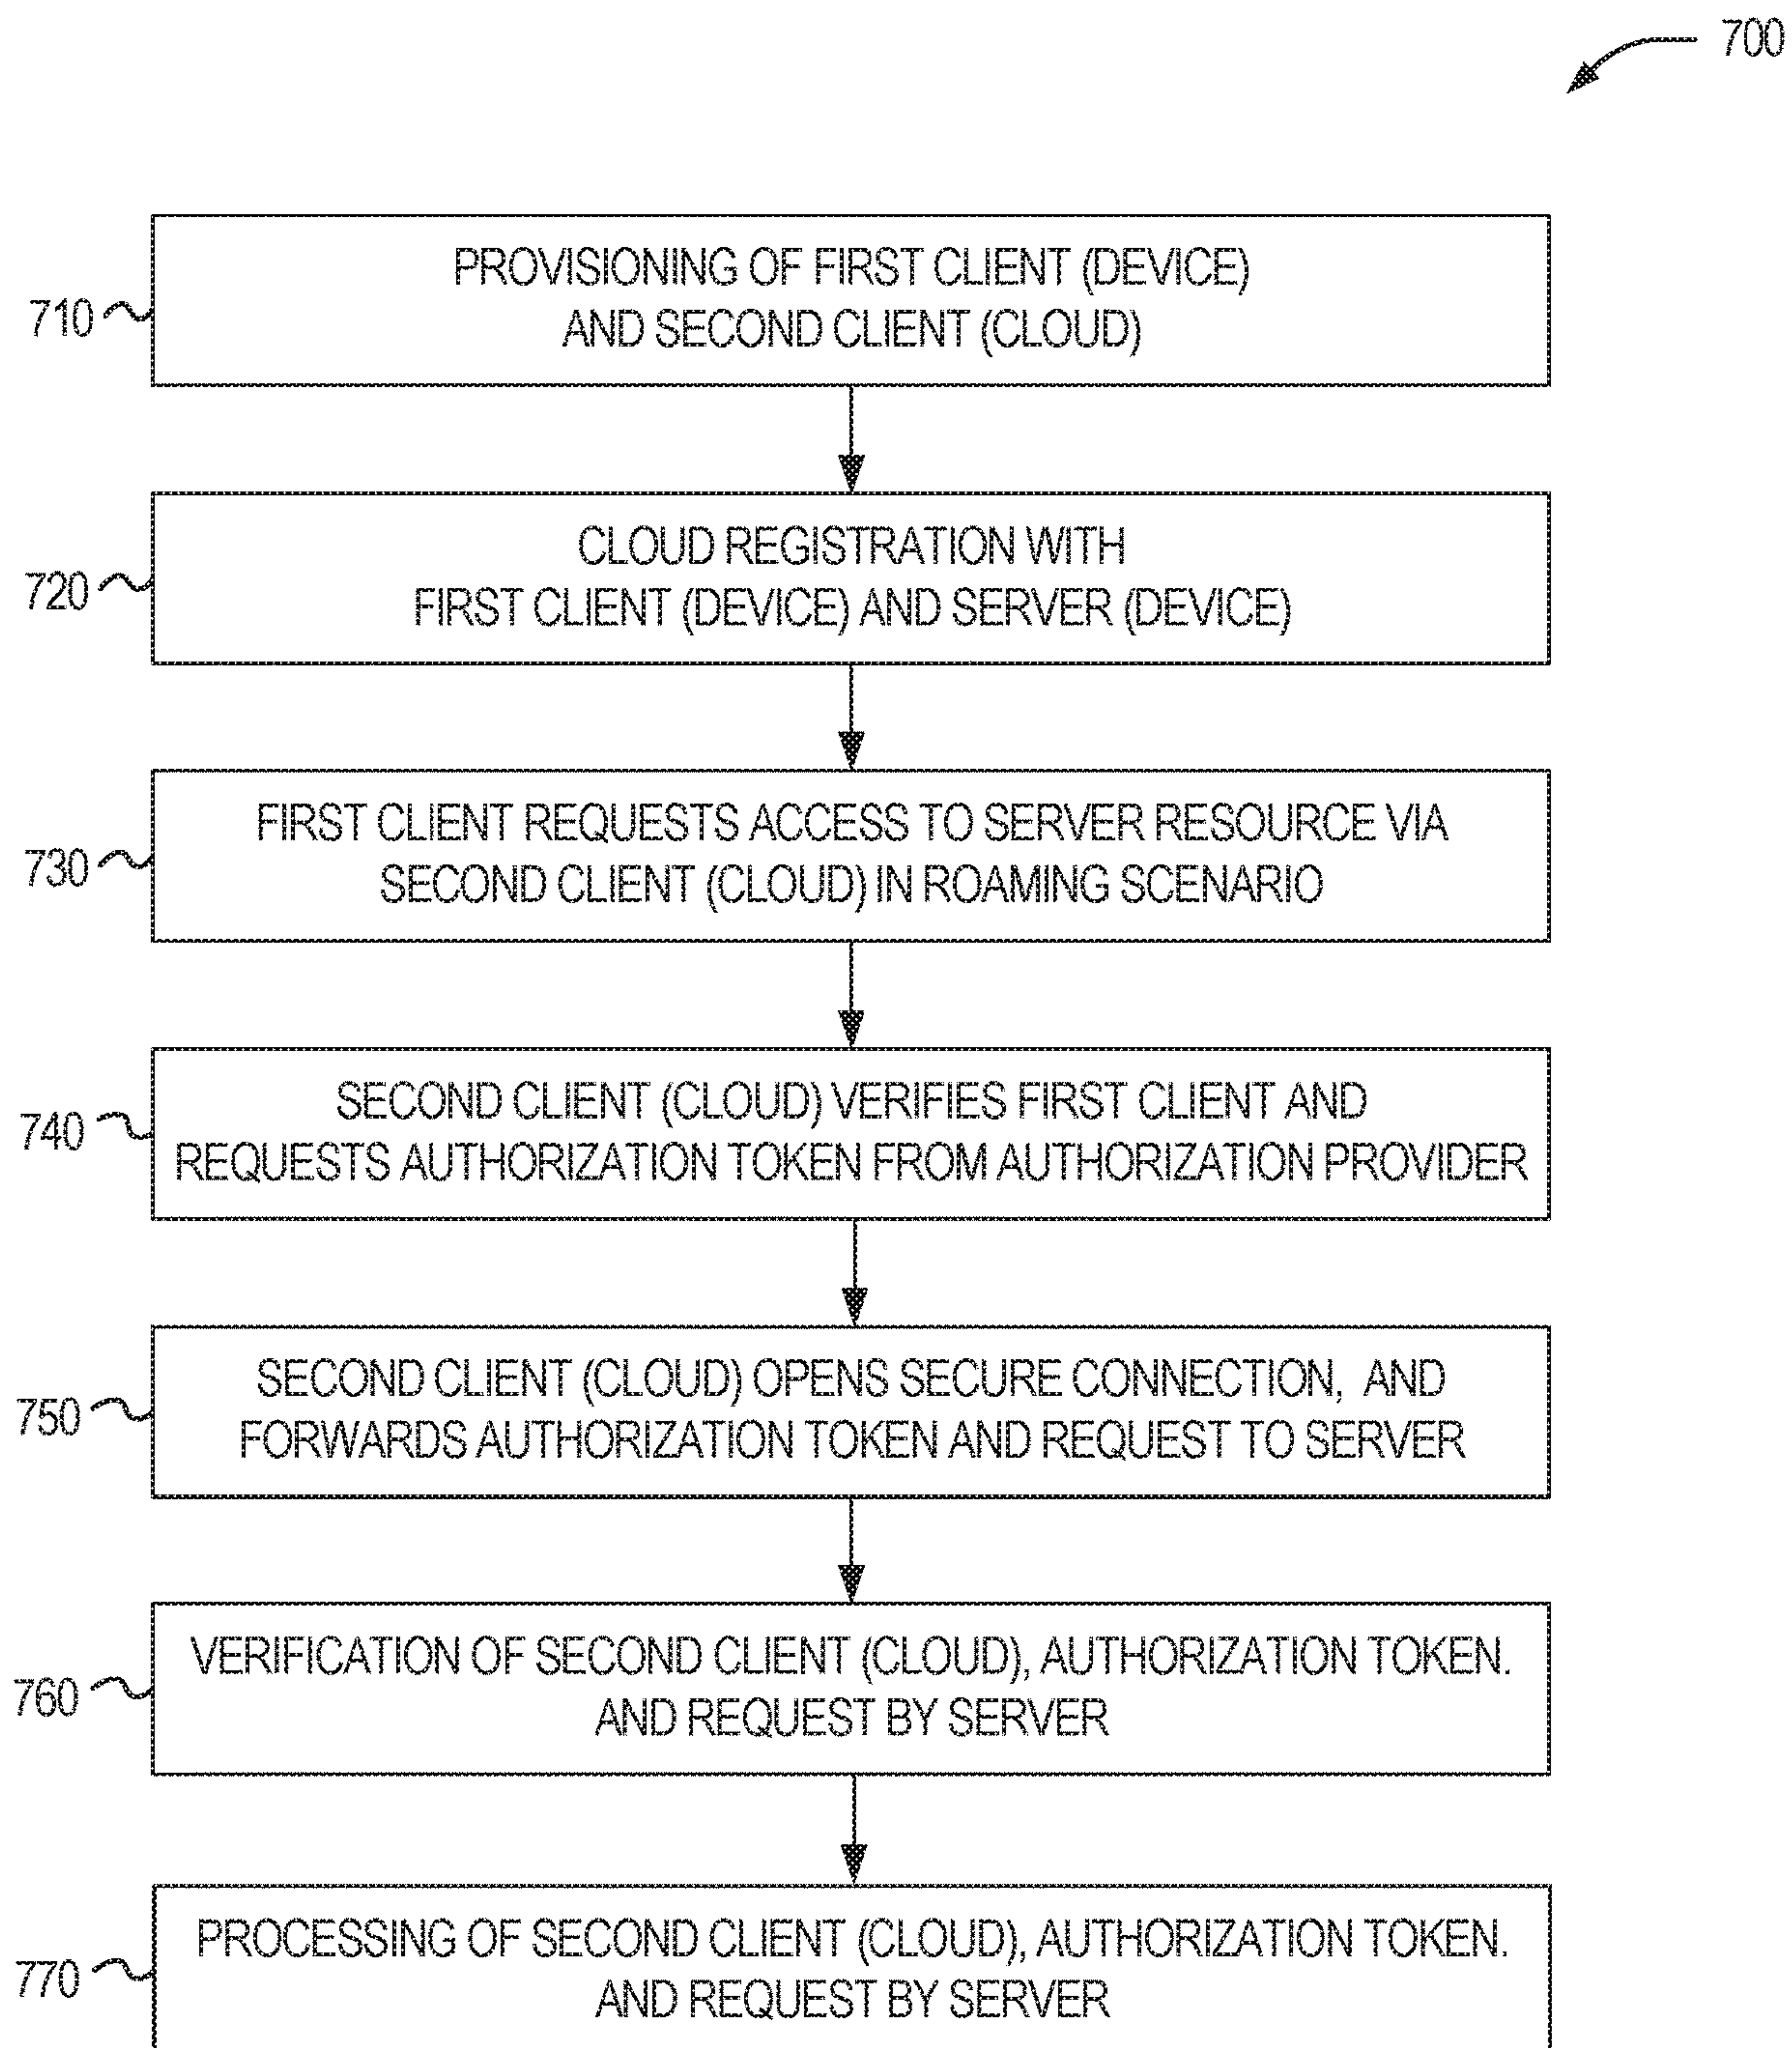 700
PROVISIONING OF FIRST CLIENT (DEVICE)
AND SECOND CLIENT (CLOUD)
710
CLOUD REGISTRATION WITH
FIRST CLIENT (DEVICE) AND SERVER (DEVICE)
720
FIRST CLIENT REQUESTS ACCESS TO SERVER RESOURCE VIA
SECOND CLIENT (CLOUD) IN ROAMING SCENARIO
730
SECOND CLIENT (CLOUD) VERIFIES FIRST CLIENT AND
REQUESTS AUTHORIZATION TOKEN FROM AUTHORIZATION PROVIDER
740
SECOND CLIENT (CLOUD) OPENS SECURE CONNECTION, AND
FORWARDS AUTHORIZATION TOKEN AND REQUEST TO SERVER
750
VERIFICATION OF SECOND CLIENT (CLOUD), AUTHORIZATION TOKEN.
AND REQUEST BY SERVER
760
PROCESSING OF SECOND CLIENT (CLOUD), AUTHORIZATION TOKEN.
AND REQUEST BY SERVER
770